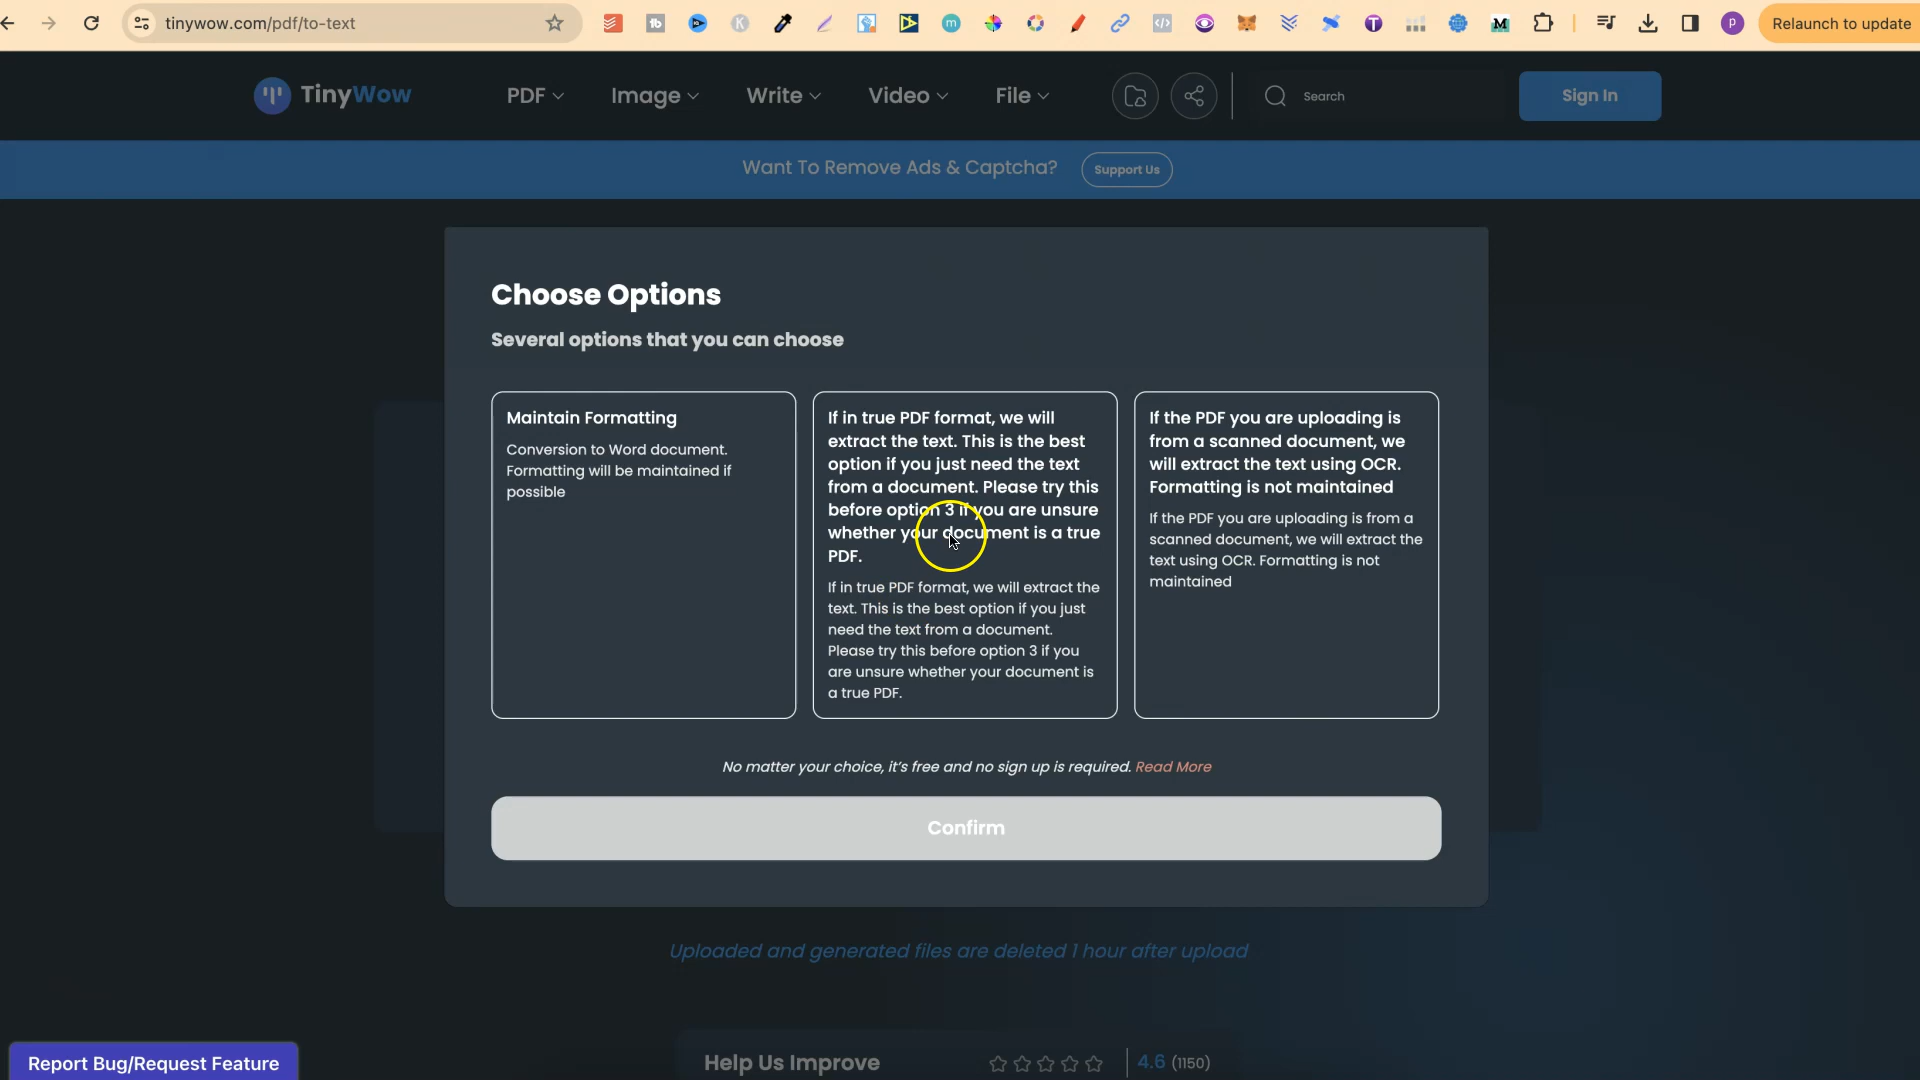 tinywow.com/pdf/to-text
Relaunch to update
TinyWow
PDF
Image
Write
Video
File
Search
Sign In
Want To Remove Ads & Captcha?
Support Us
Choose Options
Several options that you can choose
Maintain Formatting
Conversion to Word document.
Formatting will be maintained if
possible
If in true PDF format, we will
extract the text. This is the best
option if you just need the text
from a document. Please try this
before option 3 if you are unsure
whether your document is a true
PDF.
If in true PDF format, we will extract the
text. This is the best option if you just
need the text from a document.
Please try this before option 3 if you
are unsure whether your document is
a true PDF.
If the PDF you are uploading is
from a scanned document, we
will extract the text using OCR.
Formatting is not maintained
If the PDF you are uploading is from a
scanned document, we will extract the
text using OCR. Formatting is not
maintained
No matter your choice, it's free and no sign up is required. Read More
Confirm
Uploaded and generated files are deleted 1 hour after upload
Report Bug/Request Feature
Help Us Improve
4.6 (1150)